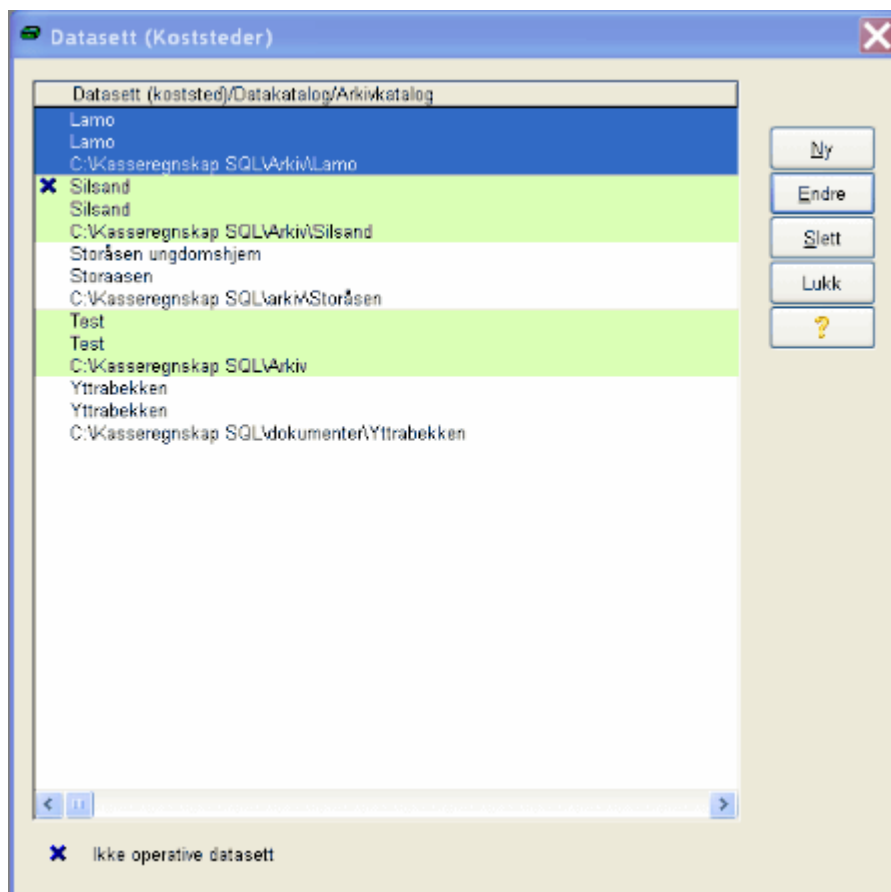 Datasett (Koststeder)
Datasett (koststed)/Datakatalog/Arkivkatalog
Lamo
Lamo
C:\Kasseregnskap SQL\Arkiv\Lamo
Silsand
Silsand
C:\Kasseregnskap SQL\Arkiv\Silsand
Storåsen ungdomshjem
Storaasen
C:\Kasseregnskap SQL\arkiv\Storåsen
Test
Test
C:\Kasseregnskap SQL\Arkiv
Yttrabekken
Yttrabekken
C:\Kasseregnskap SQL\dokumenter\Yttrabekken
Ny
Endre
Slett
Lukk
?
Ikke operative datasett